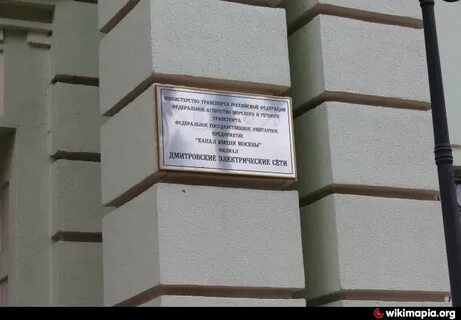 МИНИСТЕРСТВО ТРАНСПОРТА РОССИЙСКОЙ ФЕДЕРАЦИИ
ФЕДЕРАЛЬНОЕ АГЕНТСТВО МОРСКОГО И РЕЧНОГО
ТРАНСПОРТА
ФЕДЕРАЛЬНОЕ ГОСУДАРСТВЕННОЕ УНИТАРНОЕ
ПРЕДПРИЯТИЕ
"КАНАЛ ИМЕНИ МОСКВЫ"
ФИЛИАЛ
ДМИТРОВСКИЕ ЭЛЕКТРИЧЕСКИЕ СЕТИ
wikimapia.org